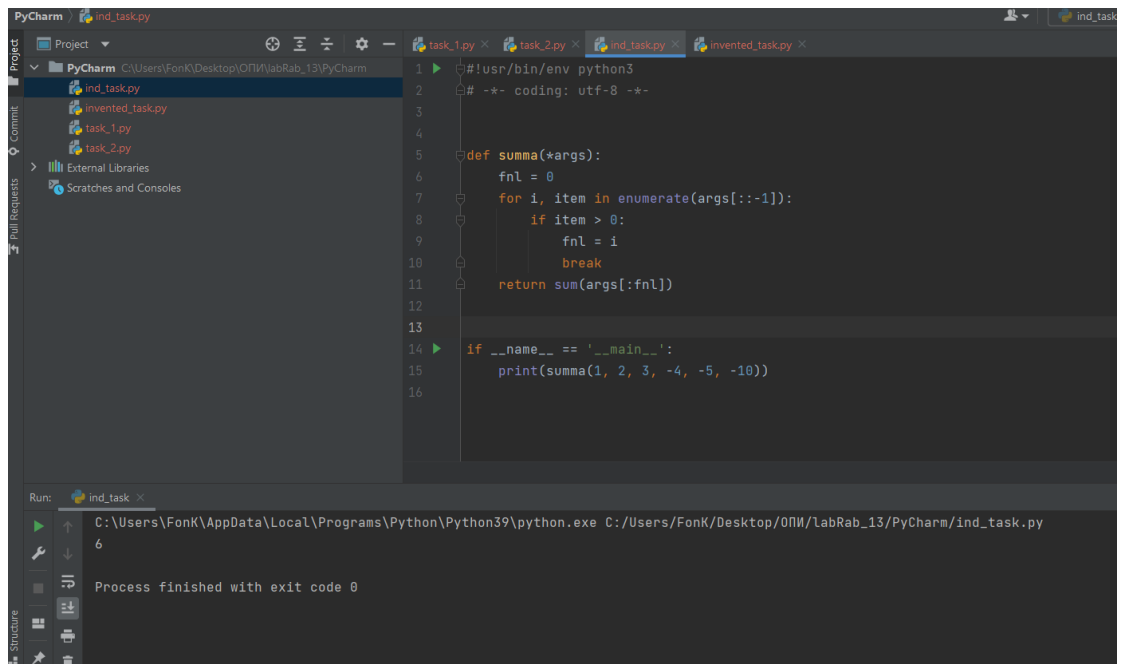 PyCharm ind_task.py ind_task
Project
task_1.py task_2.py ind_task.py invented_task.py
Project
PyCharm C:\Users\FonK\Desktop\ОПИ\labRab_13\PyCharm
ind_task.py
invented_task.py
task_1.py
task_2.py
External Libraries
Scratches and Consoles
Commit
Pull Requests
1 #!usr/bin/env python3
2 # -*- coding: utf-8 -*-
3
4
5 def summa(*args):
6 fnl = 0
7 for i, item in enumerate(args[::-1]):
8 if item > 0:
9 fnl = i
10 break
11 return sum(args[:fnl])
12
13
14 if __name__ == '__main__':
15 print(summa(1, 2, 3, -4, -5, -10))
16
Run: ind_task
C:\Users\FonK\AppData\Local\Programs\Python\Python39\python.exe C:/Users/FonK/Desktop/ОПИ/labRab_13/PyCharm/ind_task.py
6
Process finished with exit code 0
Structure